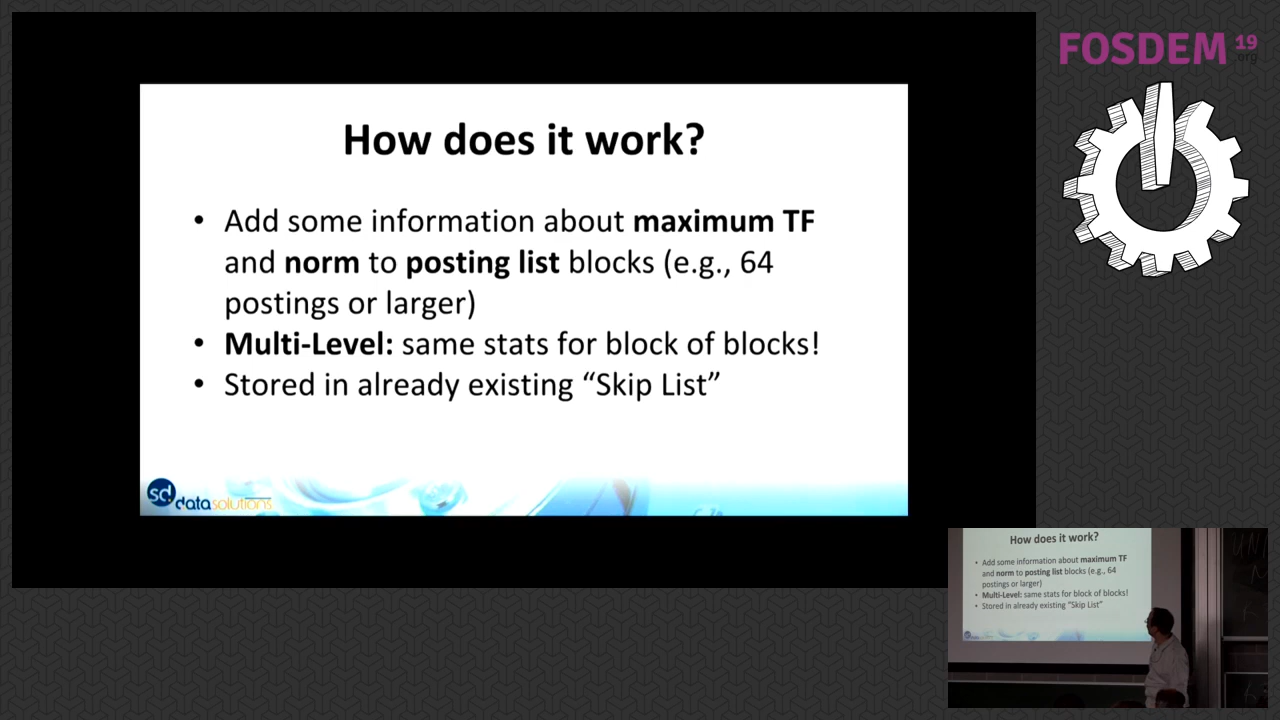 FOSDEM 19
.org
How does it work?
• Add some information about maximum TF
and norm to posting list blocks (e.g., 64
postings or larger)
• Multi-Level: same stats for block of blocks!
• Stored in already existing “Skip List”
sd.datasolutions
How does it work?
• Add some information about maximum TF
and norm to posting list blocks (e.g., 64
postings or larger)
• Multi-Level: same stats for block of blocks!
• Stored in already existing “Skip List”